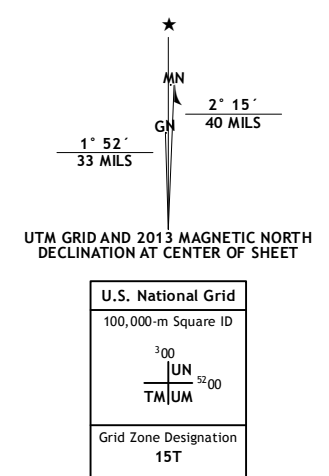 MN
2° 15´
40 MILS
GN
1° 52´
33 MILS
UTM GRID AND 2013 MAGNETIC NORTH
DECLINATION AT CENTER OF SHEET
U.S. National Grid
100,000-m Square ID
³00
UN
⁵²00
TM UM
Grid Zone Designation
15T